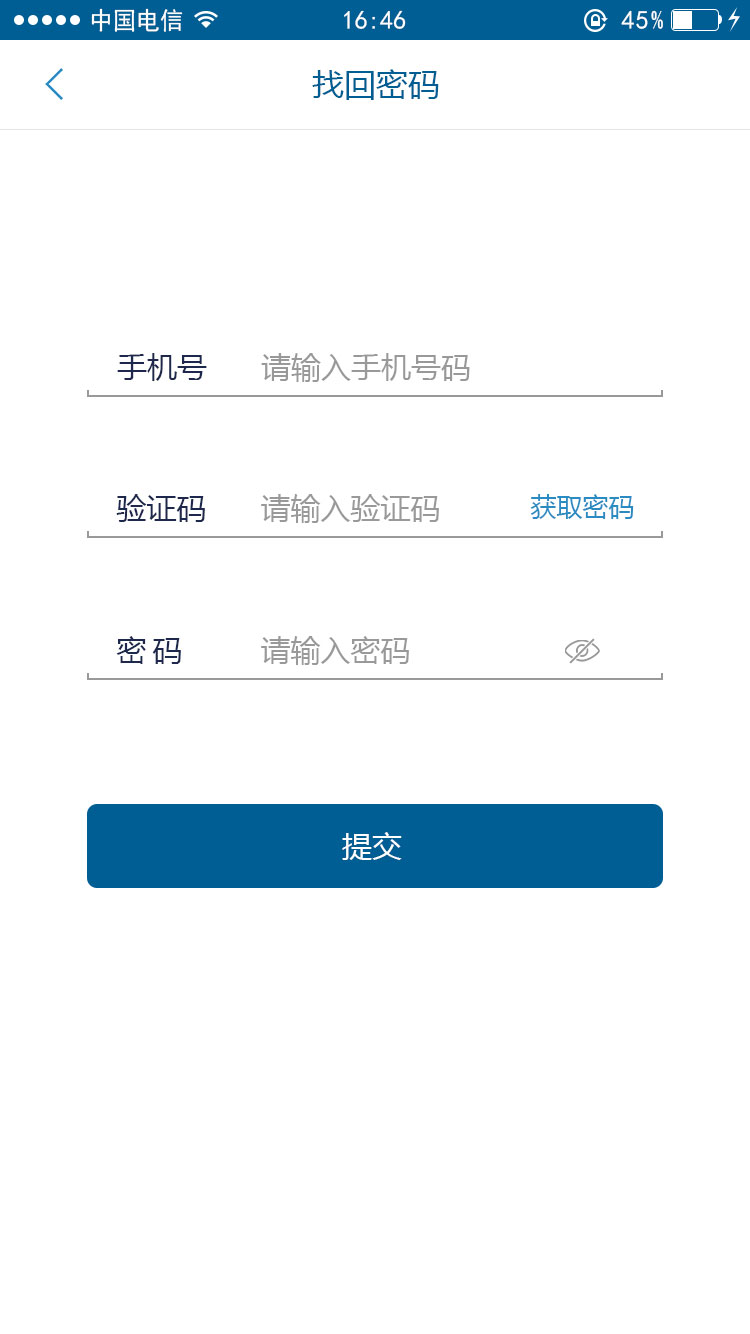 中国电信 16:46 45%
找回密码
手机号 请输入手机号码
验证码 请输入验证码 获取密码
密 码 请输入密码
提交